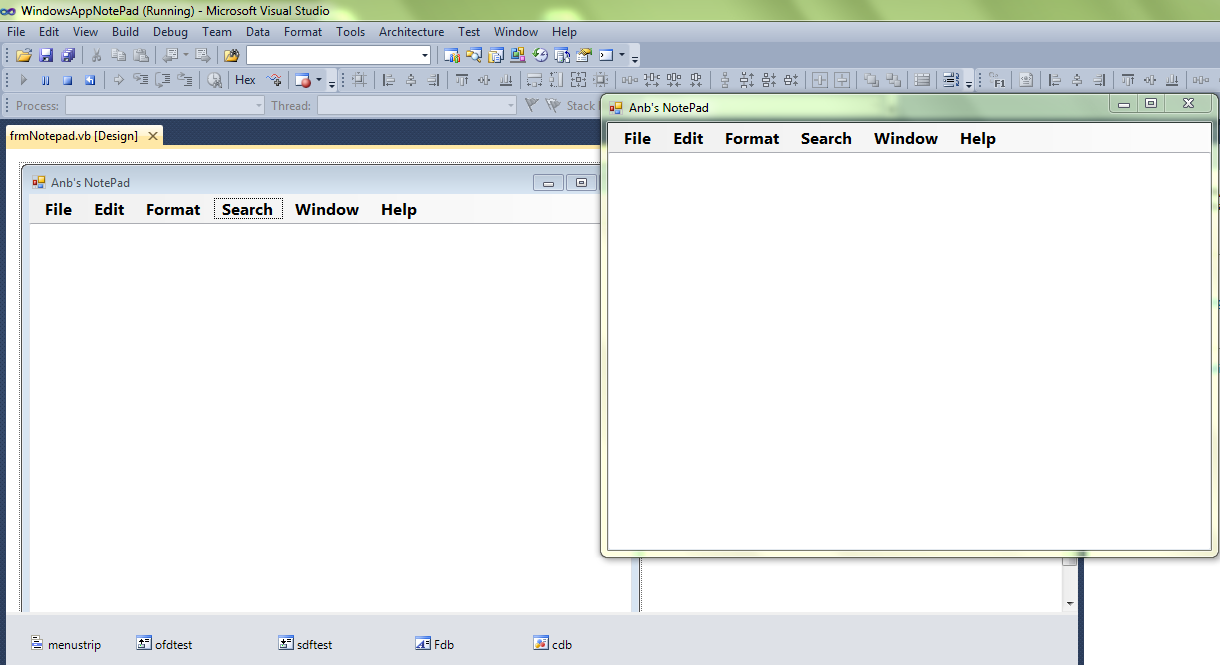 WindowsAppNotePad (Running) - Microsoft Visual Studio
File Edit View Build Debug Team Data Format Tools Architecture Test Window Help
Hex
Process: Thread: Stack
frmNotepad.vb [Design]
Anb's NotePad
File Edit Format Search Window Help
Anb's NotePad
File Edit Format Search Window Help
menustrip ofdtest sdftest Fdb cdb